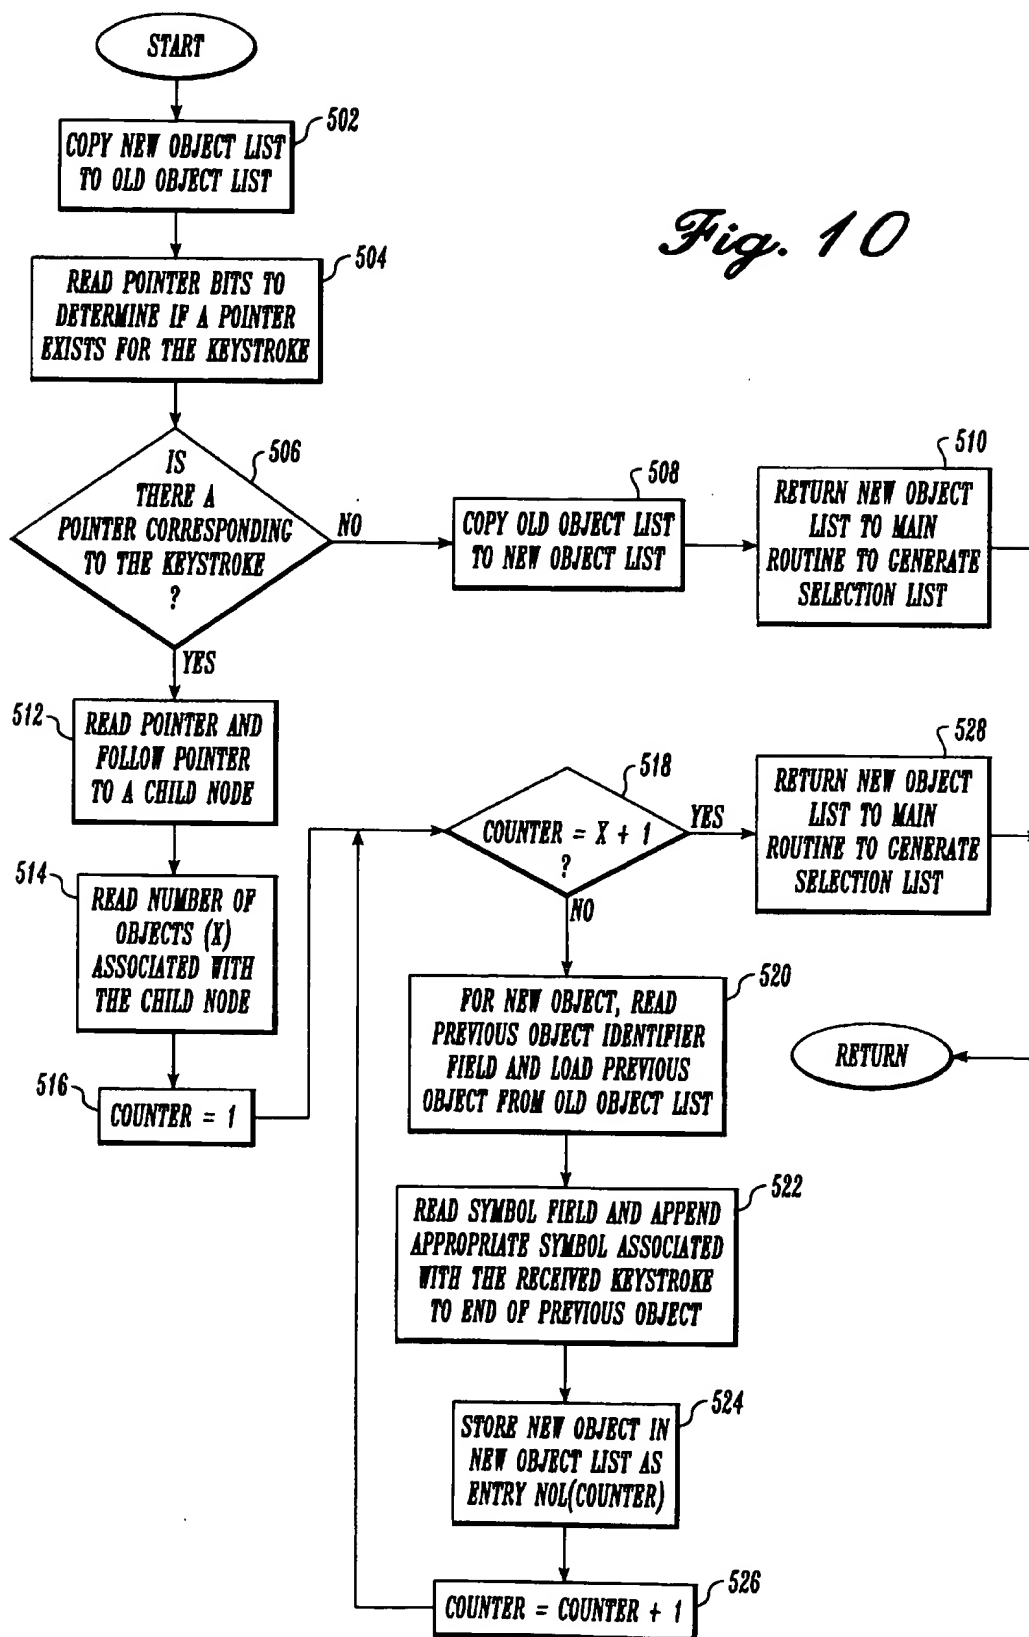 START
502
COPY NEW OBJECT LIST
TO OLD OBJECT LIST
Fig. 10
504
READ POINTER BITS TO
DETERMINE IF A POINTER
EXISTS FOR THE KEYSTROKE
506
IS
THERE A
POINTER CORRESPONDING
TO THE KEYSTROKE
?
NO
508
COPY OLD OBJECT LIST
TO NEW OBJECT LIST
510
RETURN NEW OBJECT
LIST TO MAIN
ROUTINE TO GENERATE
SELECTION LIST
YES
512
READ POINTER AND
FOLLOW POINTER
TO A CHILD NODE
514
READ NUMBER OF
OBJECTS (X)
ASSOCIATED WITH
THE CHILD NODE
516
COUNTER = 1
518
COUNTER = X + 1
?
YES
528
RETURN NEW OBJECT
LIST TO MAIN
ROUTINE TO GENERATE
SELECTION LIST
NO
520
FOR NEW OBJECT, READ
PREVIOUS OBJECT IDENTIFIER
FIELD AND LOAD PREVIOUS
OBJECT FROM OLD OBJECT LIST
RETURN
522
READ SYMBOL FIELD AND APPEND
APPROPRIATE SYMBOL ASSOCIATED
WITH THE RECEIVED KEYSTROKE
TO END OF PREVIOUS OBJECT
524
STORE NEW OBJECT IN
NEW OBJECT LIST AS
ENTRY NOL(COUNTER)
526
COUNTER = COUNTER + 1